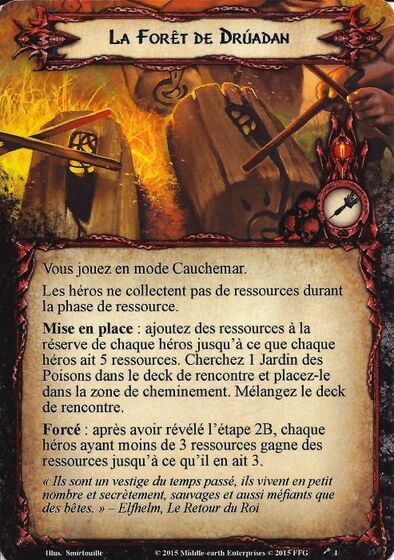 La Forêt de Drúadan
Vous jouez en mode Cauchemar.
Les héros ne collectent pas de ressources durant
la phase de ressource.
Mise en place : ajoutez des ressources à la
réserve de chaque héros jusqu'à ce que chaque
héros ait 5 ressources. Cherchez 1 Jardin des
Poisons dans le deck de rencontre et placez-le
dans la zone de cheminement. Mélangez le deck
de rencontre.
Forcé : après avoir révélé l'étape 2B, chaque
héros ayant moins de 3 ressources gagne des
ressources jusqu'à ce qu'il en ait 3.
« Ils sont un vestige du temps passé, ils vivent en petit
nombre et secrètement, sauvages et aussi méfiants que
des bêtes. » – Elfhelm, Le Retour du Roi
Illus. Smirtouille © 2015 Middle-earth Enterprises © 2015 FFG 1